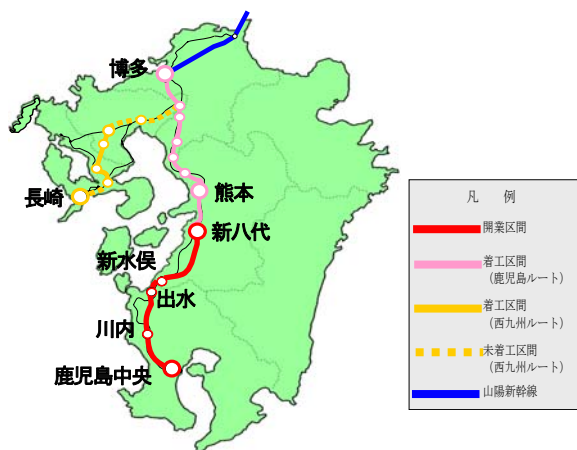 博多
長崎
熊本
新八代
新水俣
出水
川内
鹿児島中央
凡 例
開業区間
着工区間
(鹿児島ルート)
着工区間
(西九州ルート)
未着工区間
(西九州ルート)
山陽新幹線